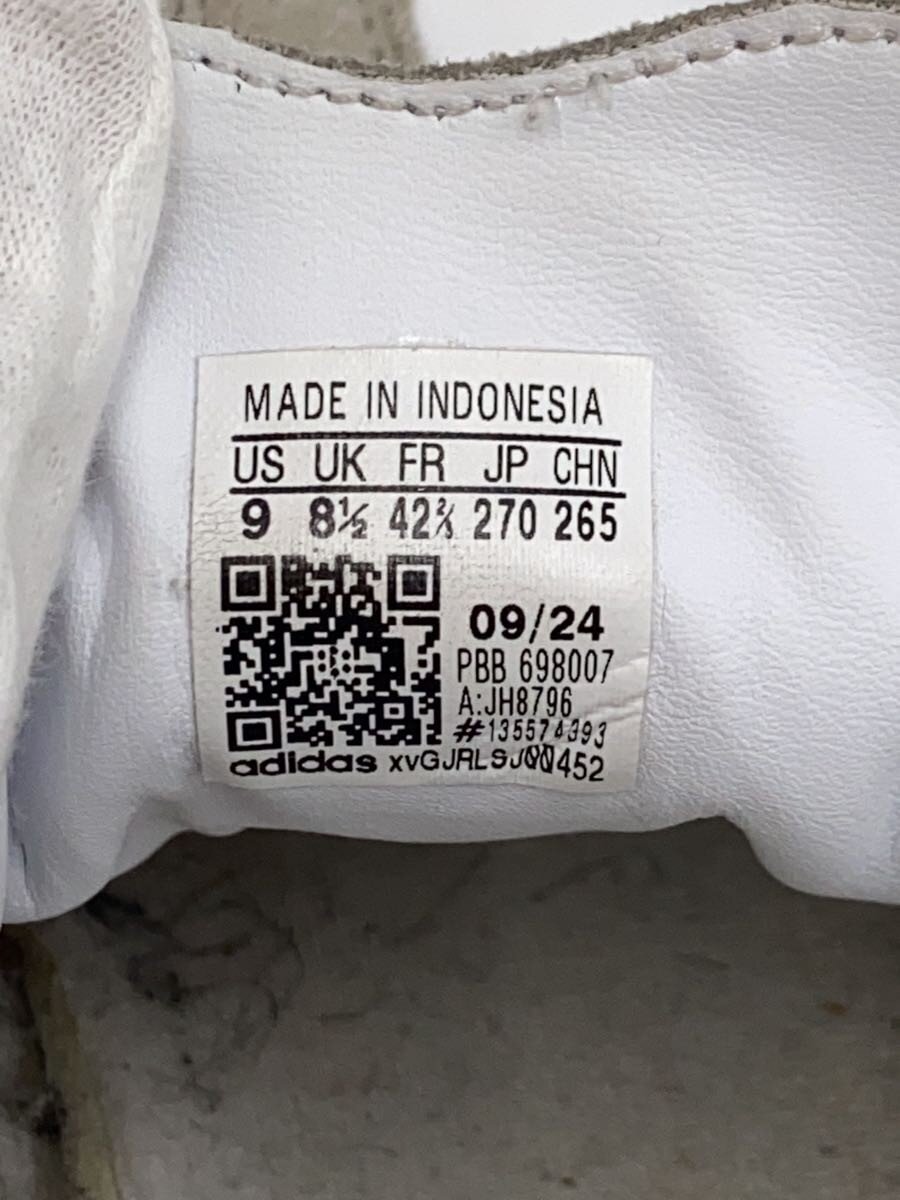 MADE IN INDONESIA
US UK FR JP CHN
9 8½ 42⅔ 270 265
09/24
PBB 698007
A:JH8796
#135574393
adidas